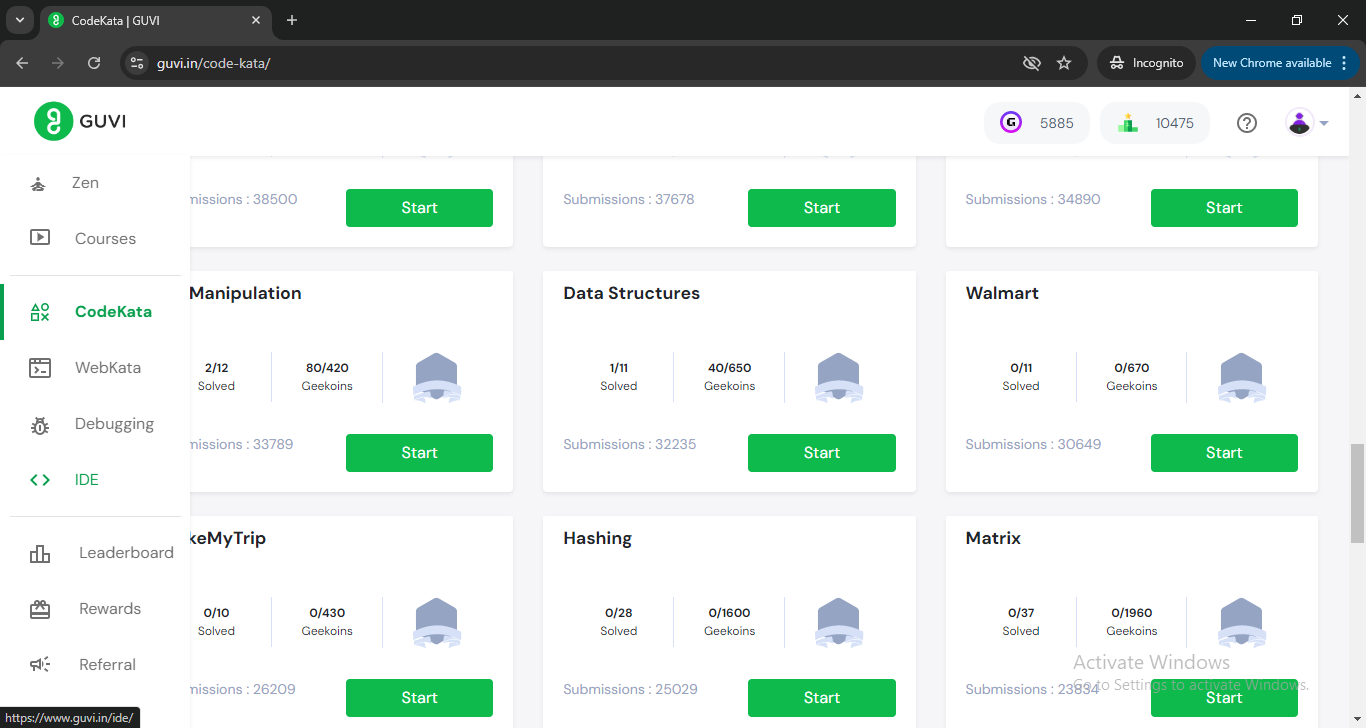 CodeKata | GUVI
guvi.in/code-kata/
Incognito
New Chrome available
GUVI
5885
10475
Zen
Courses
CodeKata
WebKata
Debugging
IDE
Leaderboard
Rewards
Referral
missions : 38500
Start
Submissions : 37678
Start
Submissions : 34890
Start
Manipulation
2/12
Solved
80/420
Geekoins
missions : 33789
Start
Data Structures
1/11
Solved
40/650
Geekoins
Submissions : 32235
Start
Walmart
0/11
Solved
0/670
Geekoins
Submissions : 30649
Start
keMyTrip
0/10
Solved
0/430
Geekoins
missions : 26209
Start
Hashing
0/28
Solved
0/1600
Geekoins
Submissions : 25029
Start
Matrix
0/37
Solved
0/1960
Geekoins
Submissions : 23834
Start
Activate Windows
Go to Settings to activate Windows.
https://www.guvi.in/ide/